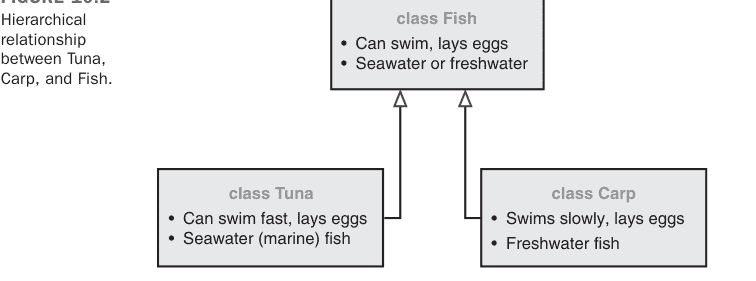 FIGURE 10.2
Hierarchical
relationship
between Tuna,
Carp, and Fish.
class Fish
• Can swim, lays eggs
• Seawater or freshwater
class Tuna
• Can swim fast, lays eggs
• Seawater (marine) fish
class Carp
• Swims slowly, lays eggs
• Freshwater fish